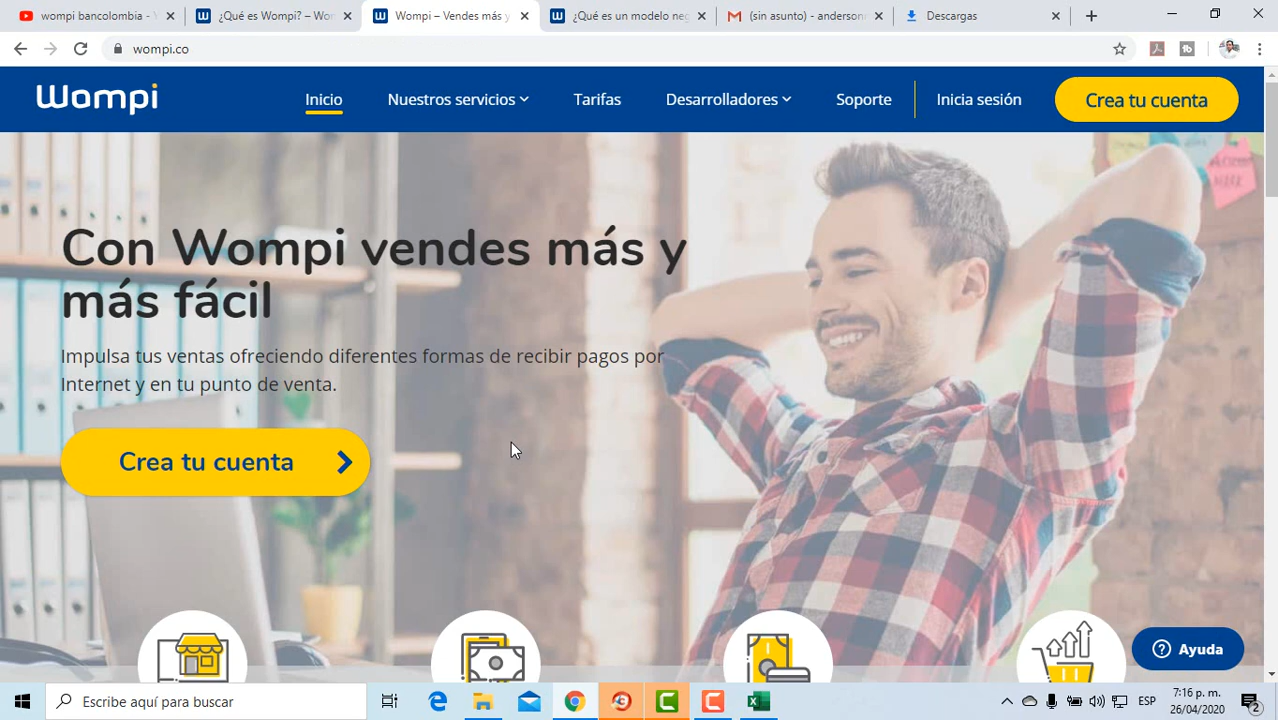 wompi bancolombia - Y
¿Qué es Wompi? – Wom
Wompi – Vendes más y
¿Qué es un modelo neg
(sin asunto) - anderson
Descargas
wompi.co
Wompi
Inicio
Nuestros servicios
Tarifas
Desarrolladores
Soporte
Inicia sesión
Crea tu cuenta
Con Wompi vendes más y
más fácil
Impulsa tus ventas ofreciendo diferentes formas de recibir pagos por
Internet y en tu punto de venta.
Crea tu cuenta
Ayuda
Escribe aquí para buscar
ESP
7:16 p. m.
26/04/2020
2